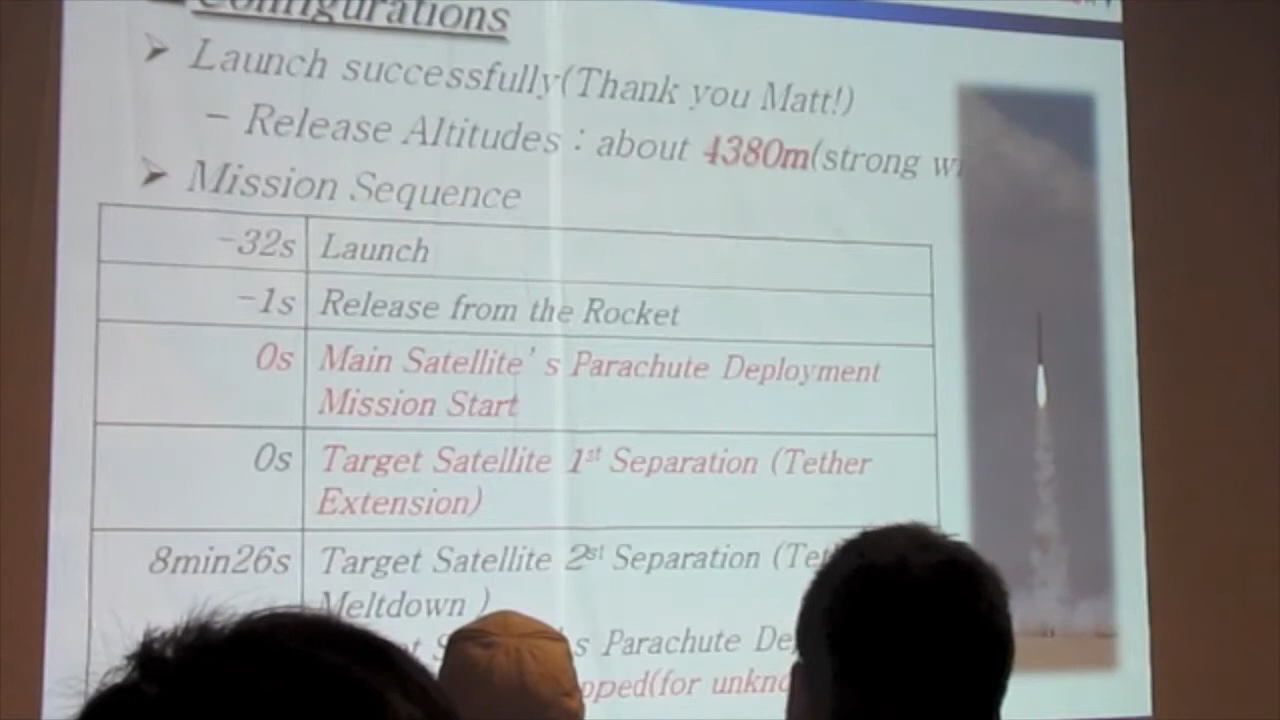 Configurations
➤ Launch successfully(Thank you Matt!)
– Release Altitudes : about 4380m(strong
➤ Mission Sequence
-32s Launch
-1s Release from the Rocket
0s Main Satellite's Parachute Deployment
Mission Start
0s Target Satellite 1st Separation (Tether
Extension)
8min26s Target Satellite 2st Separation (
Meltdown )
s Parachute
(for